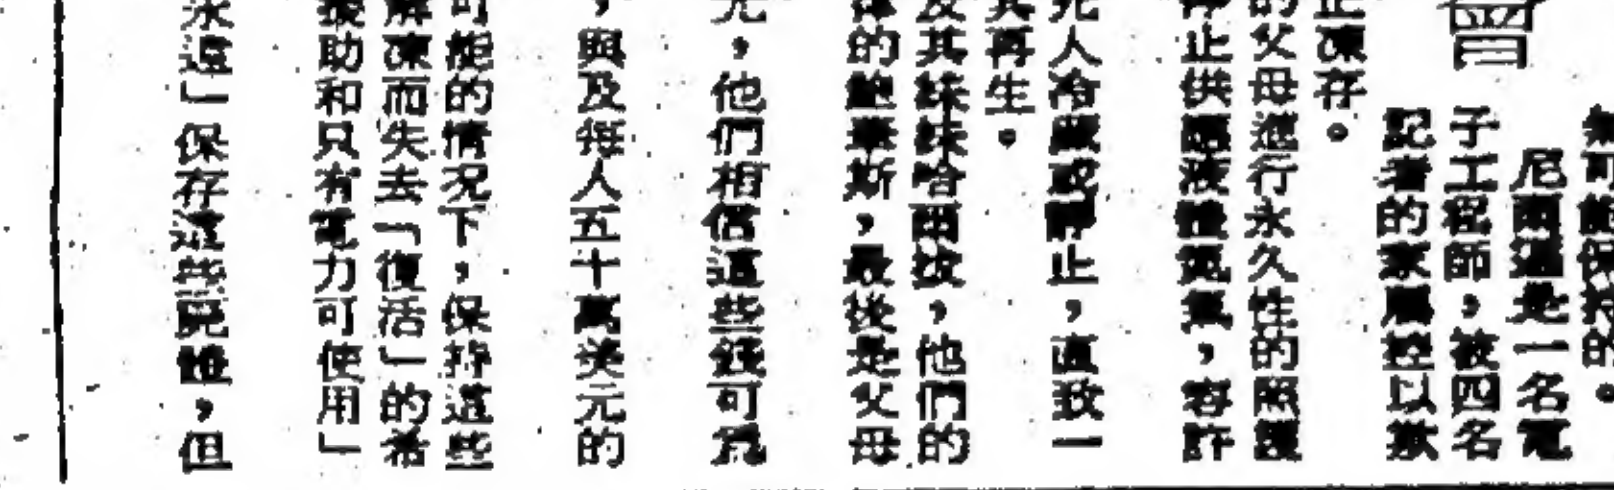 無可能保持的。
尼爾遜是一名電
子工程師，被四名
記者的家屬控以欺
曾
止凍存。
的父母進行永久性的照護
停止供應液體氮氣，容許
死人冷藏或靜止，直致一
其再生。
及其妹妹哈爾，他們的
的鮑華斯，最後是父母
元，他們相信這些錢可為
，與及每人五十萬美元的
可能的情况下，保持這些
解凍而失去「復活」的希
援助和只有電力可使用」
永遠」保存這些屍體，但